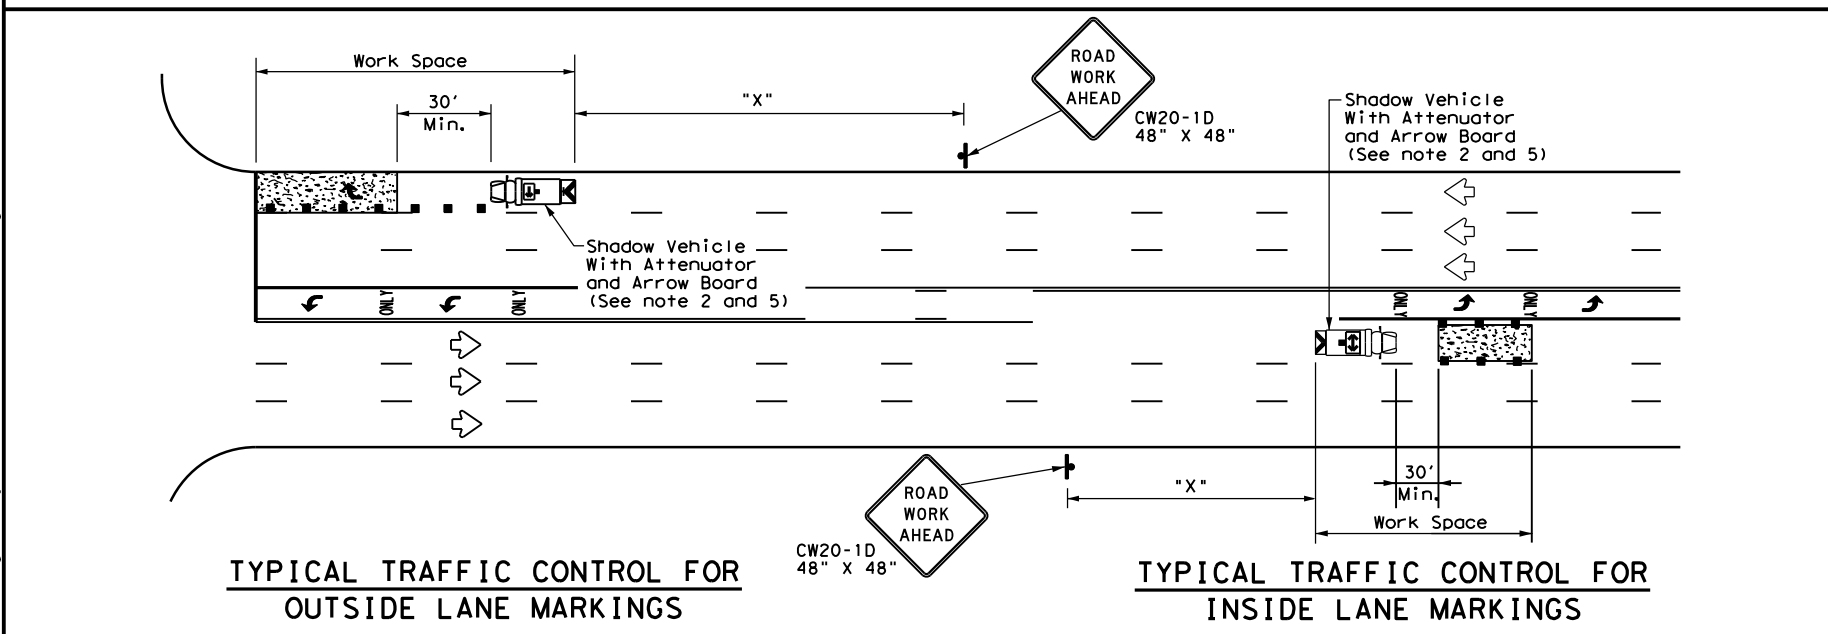 Work Space
30'
Min.
"X"
ROAD
WORK
AHEAD
CW20-1D
48" X 48"
Shadow Vehicle
With Attenuator
and Arrow Board
(See note 2 and 5)
Shadow Vehicle
With Attenuator
and Arrow Board
(See note 2 and 5)
ONLY
ONLY
ONLY
ONLY
ROAD
WORK
AHEAD
CW20-1D
48" X 48"
"X"
30'
Min.
Work Space
TYPICAL TRAFFIC CONTROL FOR
OUTSIDE LANE MARKINGS
TYPICAL TRAFFIC CONTROL FOR
INSIDE LANE MARKINGS